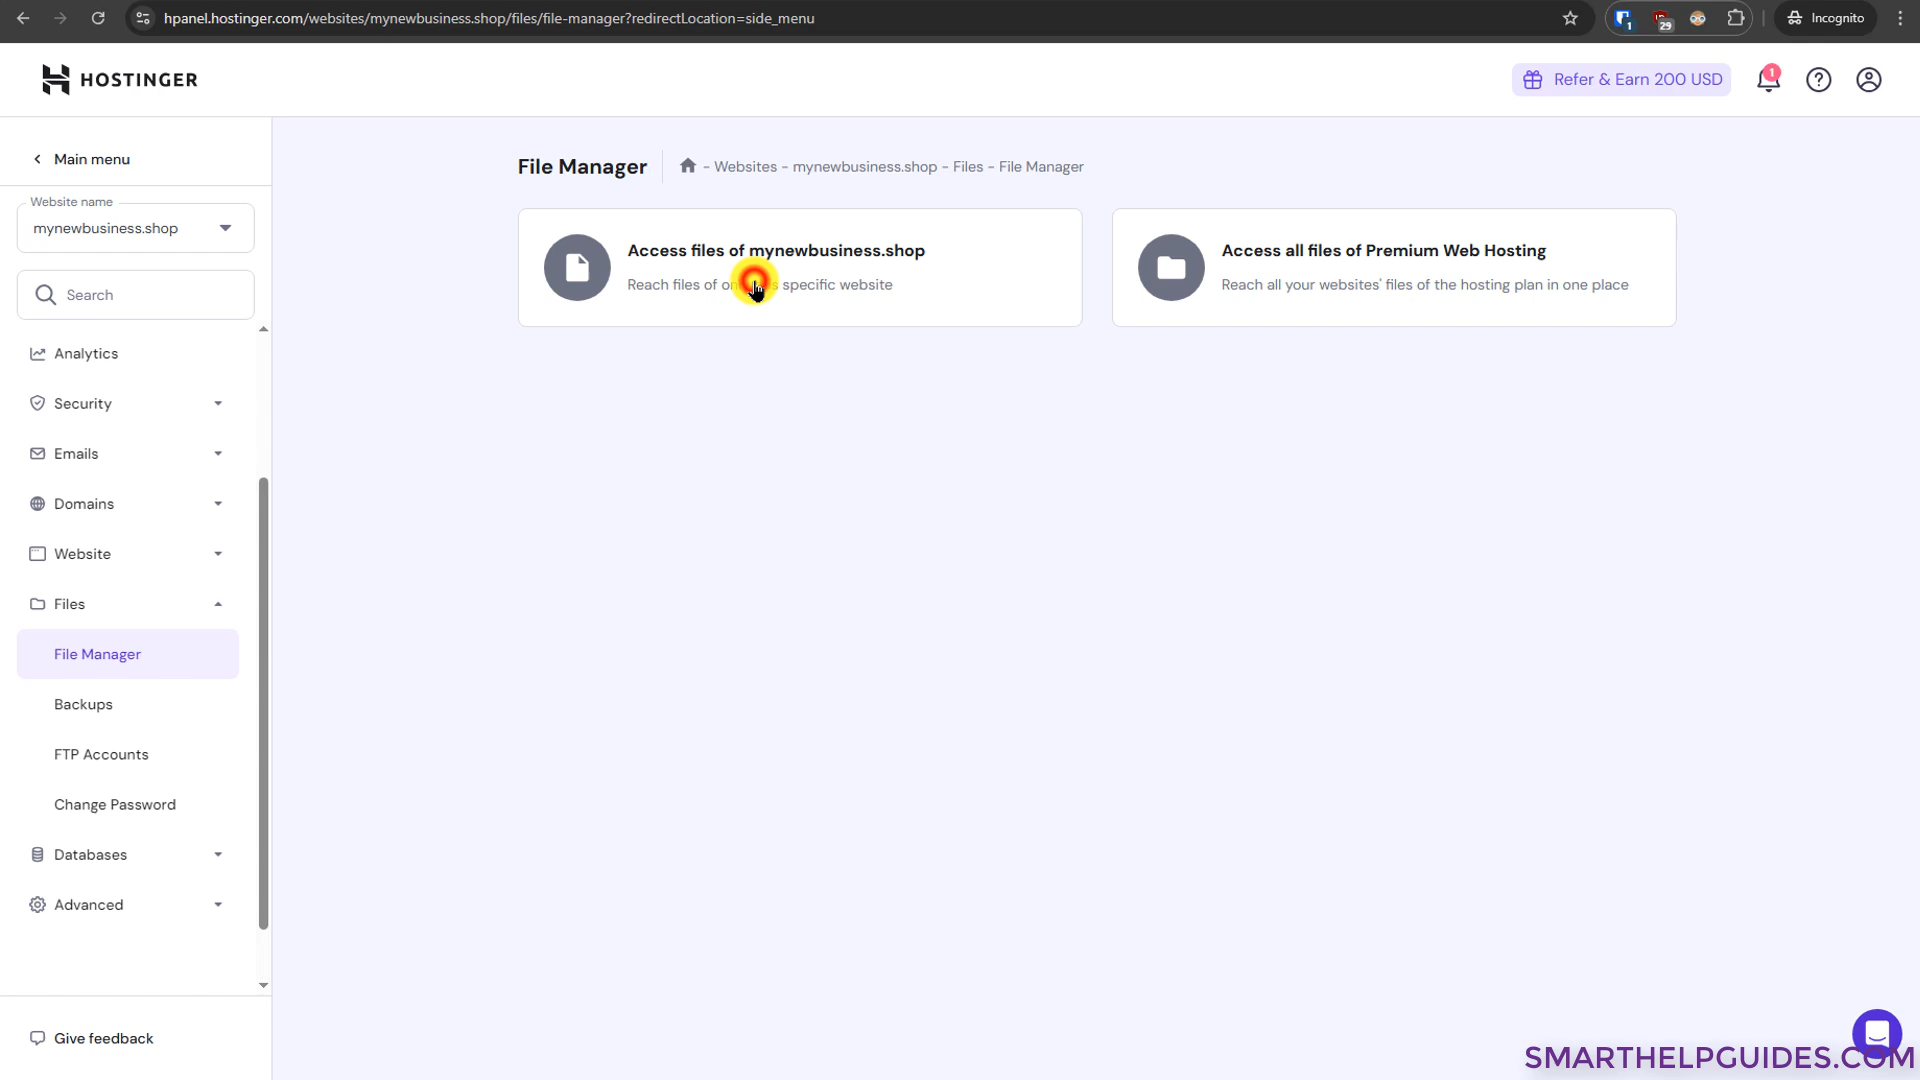 hpanel.hostinger.com/websites/mynewbusiness.shop/files/file-manager?redirectLocation=side_menu
1
29
Incognito
HOSTINGER
Refer & Earn 200 USD
1
Main menu
File Manager
- Websites - mynewbusiness.shop - Files - File Manager
Website name
mynewbusiness.shop
Access files of mynewbusiness.shop
Reach files of specific website
Access all files of Premium Web Hosting
Reach all your websites' files of the hosting plan in one place
Search
Analytics
Security
Emails
Domains
Website
Files
File Manager
Backups
FTP Accounts
Change Password
Databases
Advanced
Give feedback
SMARTHELPGUIDES.COM